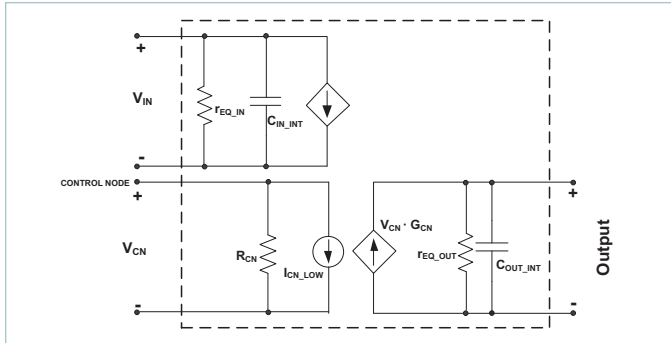 +
V_IN
r_EQ_IN
C_IN_INT
-
CONTROL NODE
+
V_CN
R_CN
I_CN_LOW
-
V_CN · G_CN
r_EQ_OUT
C_OUT_INT
+
Output
-